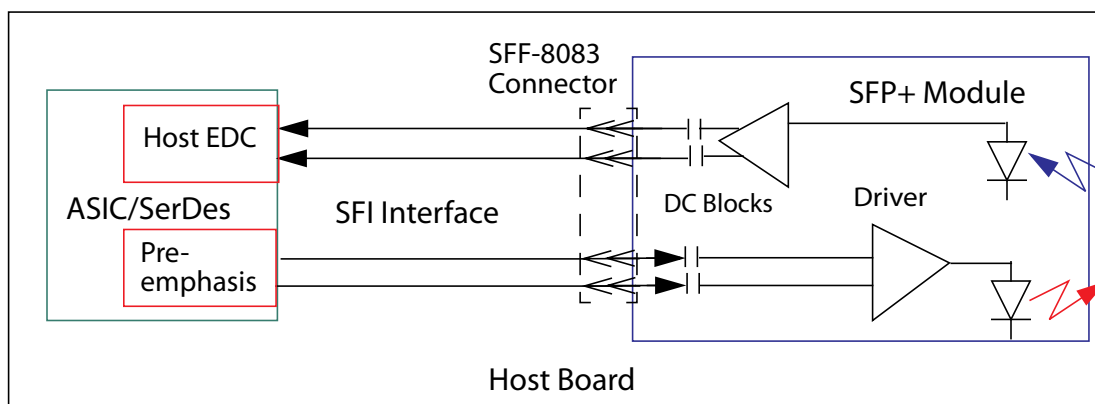 SFF-8083
Connector
SFP+ Module
Host EDC
DC Blocks
Driver
ASIC/SerDes
SFI Interface
Pre-
emphasis
Host Board